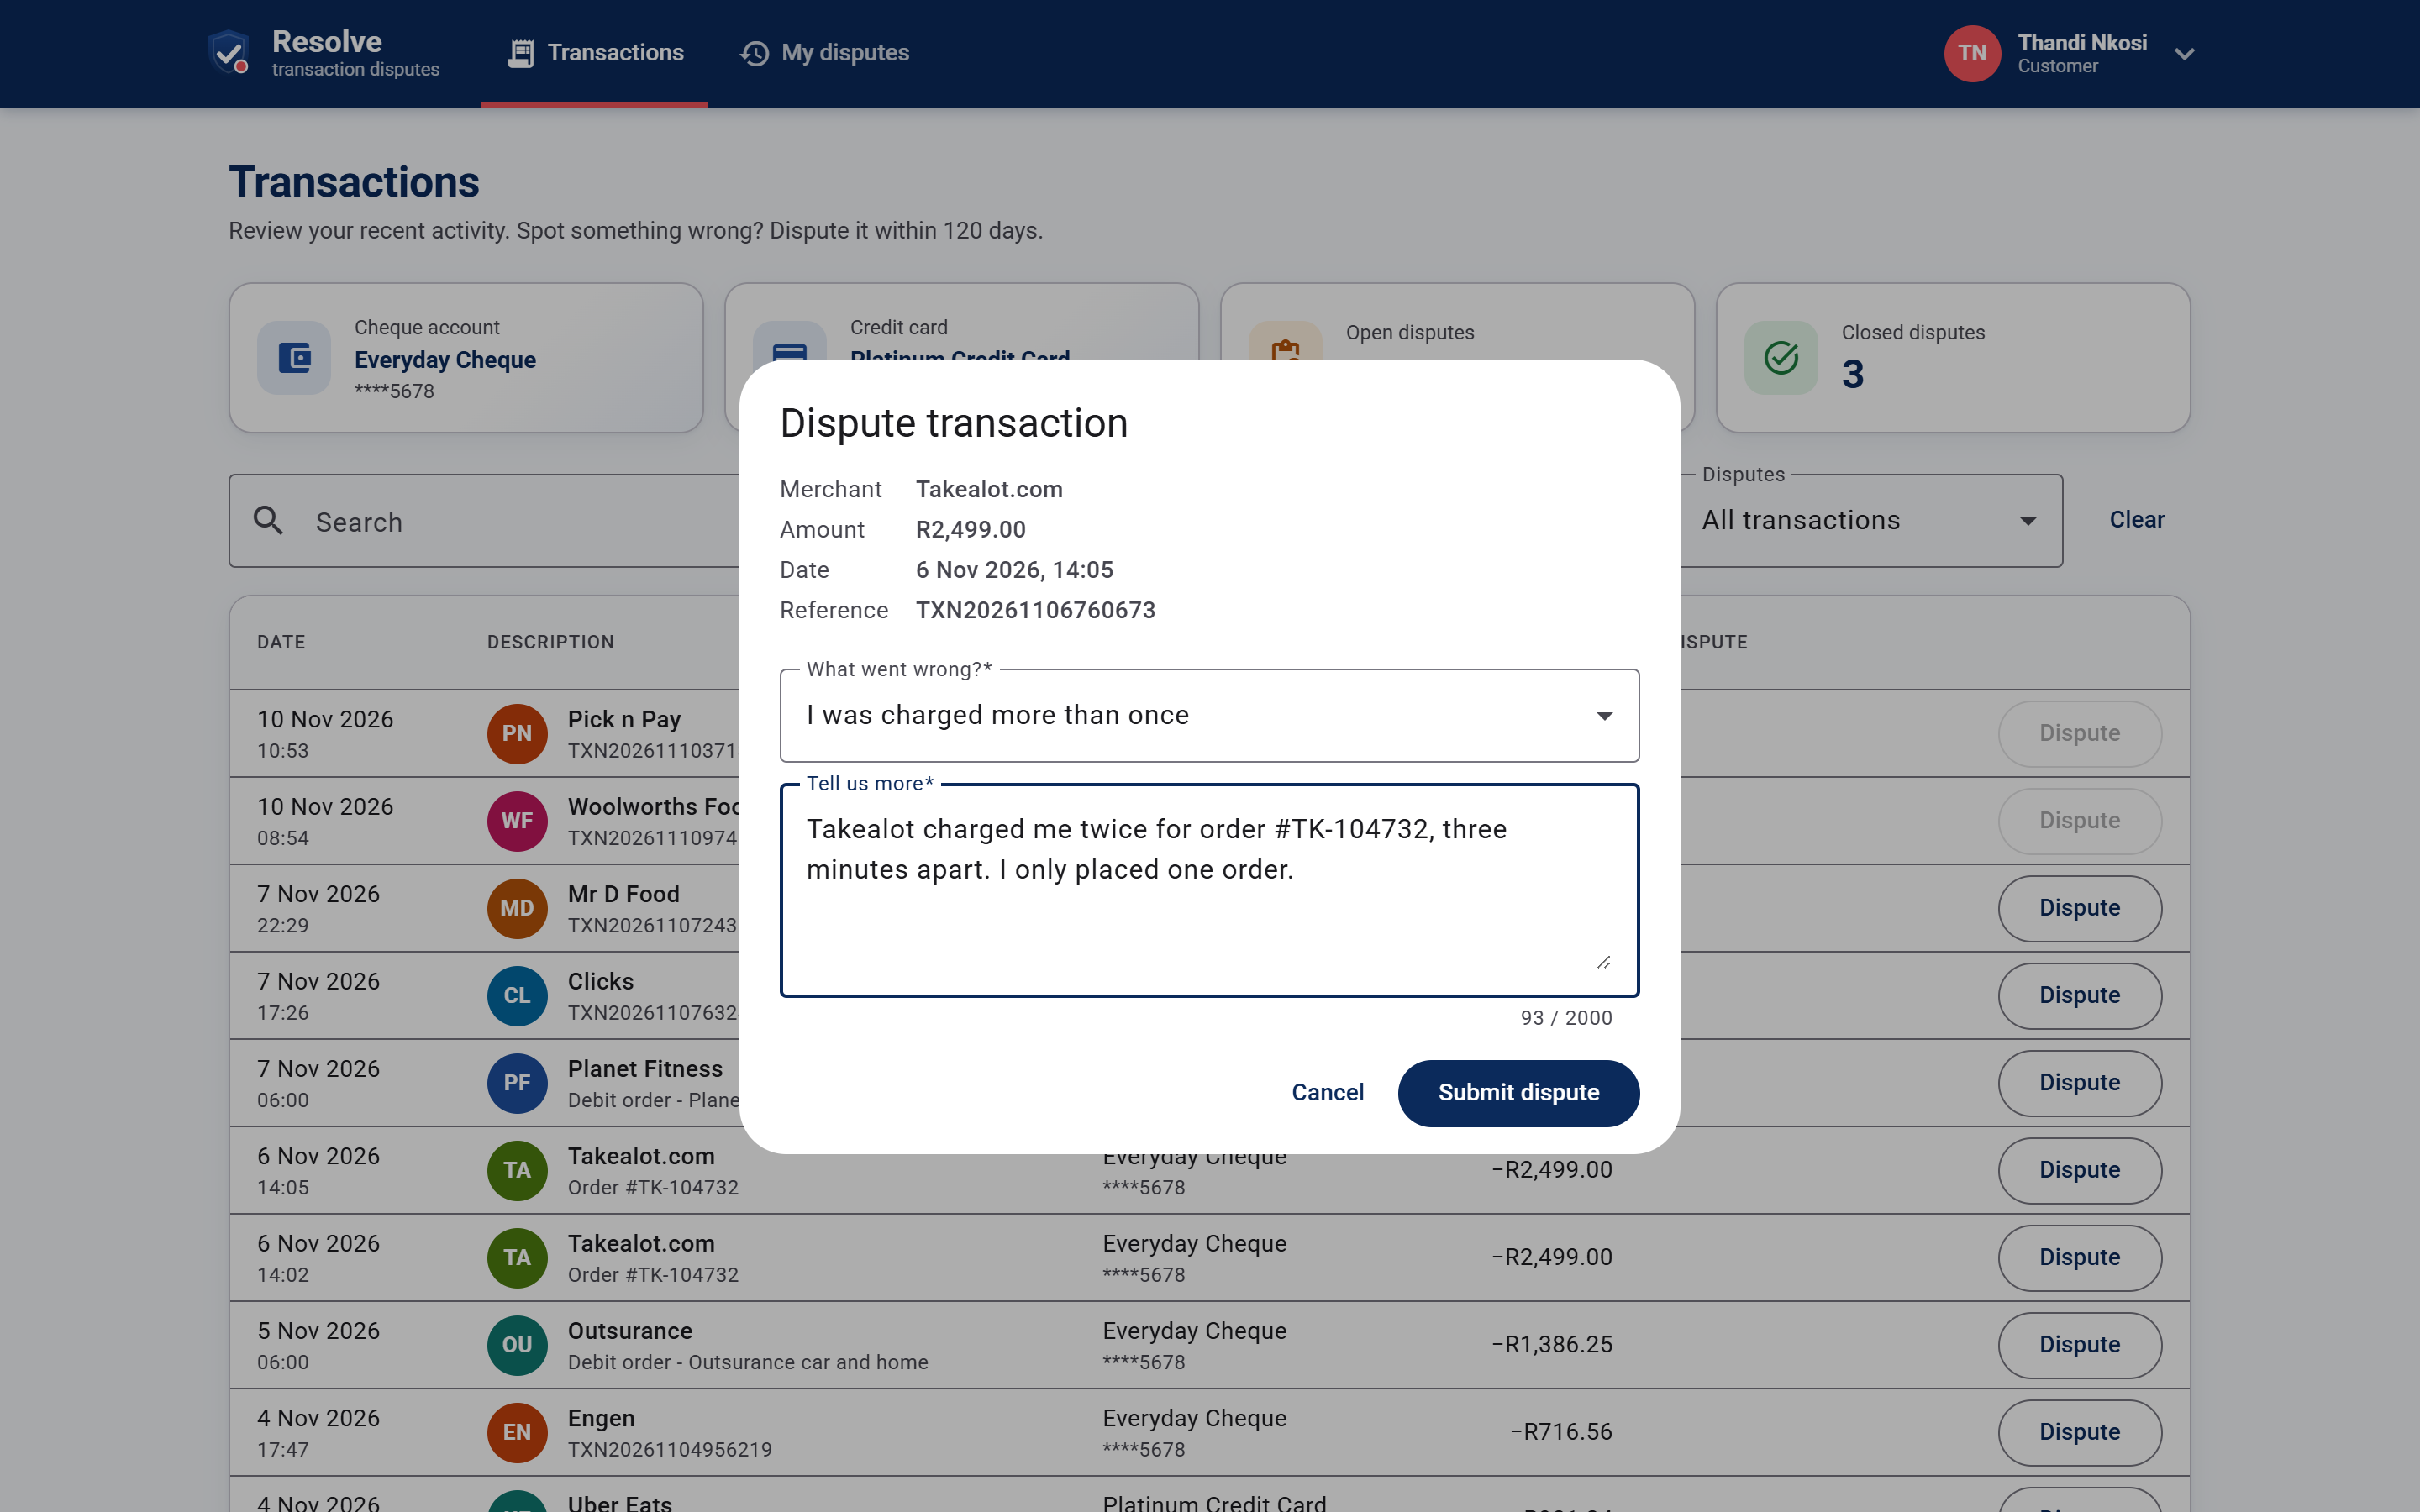 Resolve
transaction disputes
Transactions
My disputes
TN
Thandi Nkosi
Customer
Transactions
Review your recent activity. Spot something wrong? Dispute it within 120 days.
Cheque account
Everyday Cheque
****5678
Credit card
Platinum Credit Card
Open disputes
Closed disputes
3
Search
Disputes
All transactions
Clear
Dispute transaction
Merchant Takealot.com
Amount R2,499.00
Date 6 Nov 2026, 14:05
Reference TXN20261106760673
What went wrong?*
I was charged more than once
Tell us more*
Takealot charged me twice for order #TK-104732, three
minutes apart. I only placed one order.
93 / 2000
Cancel
Submit dispute
DATE DESCRIPTION
10 Nov 2026 PN Pick n Pay Dispute
10:53
10 Nov 2026 WF Woolworths Dispute
08:54
7 Nov 2026 MD Mr D Food Dispute
22:29
7 Nov 2026 CL Clicks Dispute
17:26
7 Nov 2026 PF Planet Fitness Dispute
06:00 Debit order -
6 Nov 2026 TA Takealot.com Everyday Cheque −R2,499.00 Dispute
14:05 Order #TK-104732 ****5678
6 Nov 2026 TA Takealot.com Everyday Cheque −R2,499.00 Dispute
14:02 Order #TK-104732 ****5678
5 Nov 2026 OU Outsurance Everyday Cheque −R1,386.25 Dispute
06:00 Debit order - Outsurance car and home ****5678
4 Nov 2026 EN Engen Everyday Cheque −R716.56 Dispute
17:47 TXN20261104956219 ****5678
4 Nov 2026 Uber Eats Platinum Credit Card